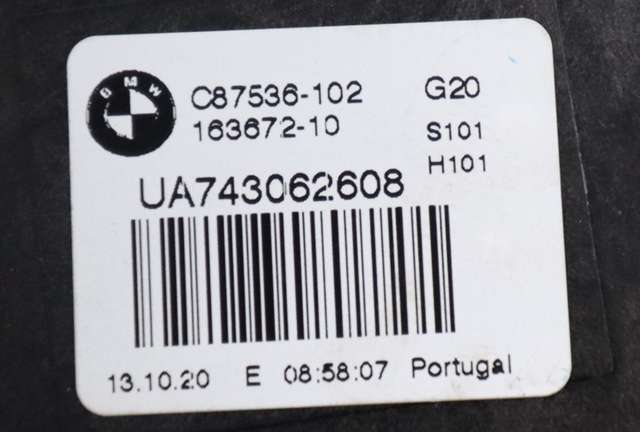 BMW
C87536-102 G20
163672-10 S101
H101
UA743062608
13.10.20 E 08:58:07 Portugal